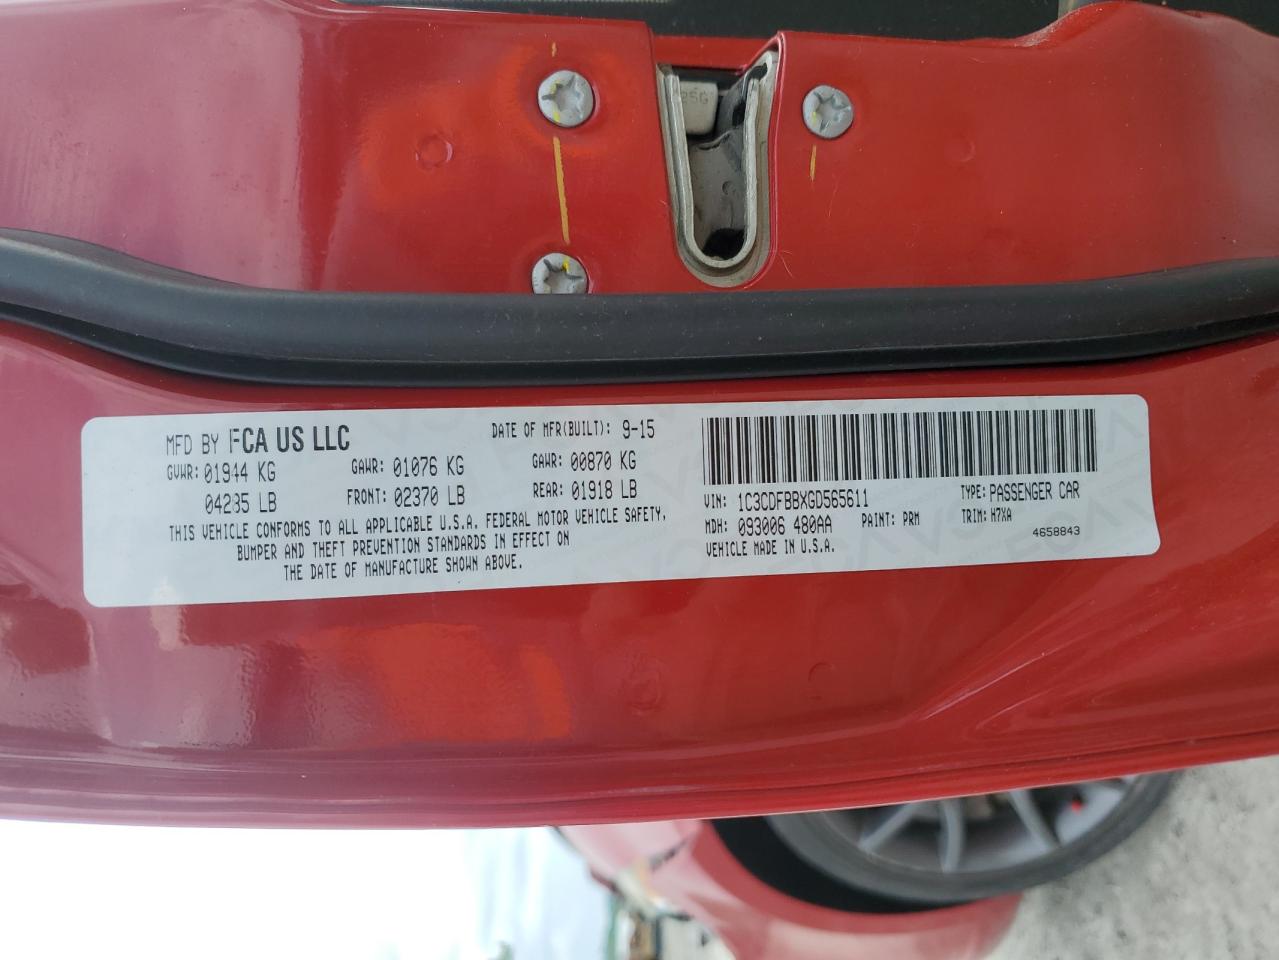 MFD BY FCA US LLC DATE OF MFR(BUILT): 9-15
GVWR: 01944 KG GAWR: 01076 KG GAWR: 00870 KG
04285 LB FRONT: 02370 LB REAR: 01918 LB
THIS VEHICLE CONFORMS TO ALL APPLICABLE U.S.A. FEDERAL MOTOR VEHICLE SAFETY,
BUMPER AND THEFT PREVENTION STANDARDS IN EFFECT ON
THE DATE OF MANUFACTURE SHOWN ABOVE.
VIN: 1C3CDFBBXGD565611 TYPE: PASSENGER CAR
MDH: 093006 480AA PAINT: PRM TRIM: H7XA
VEHICLE MADE IN U.S.A. 4658843